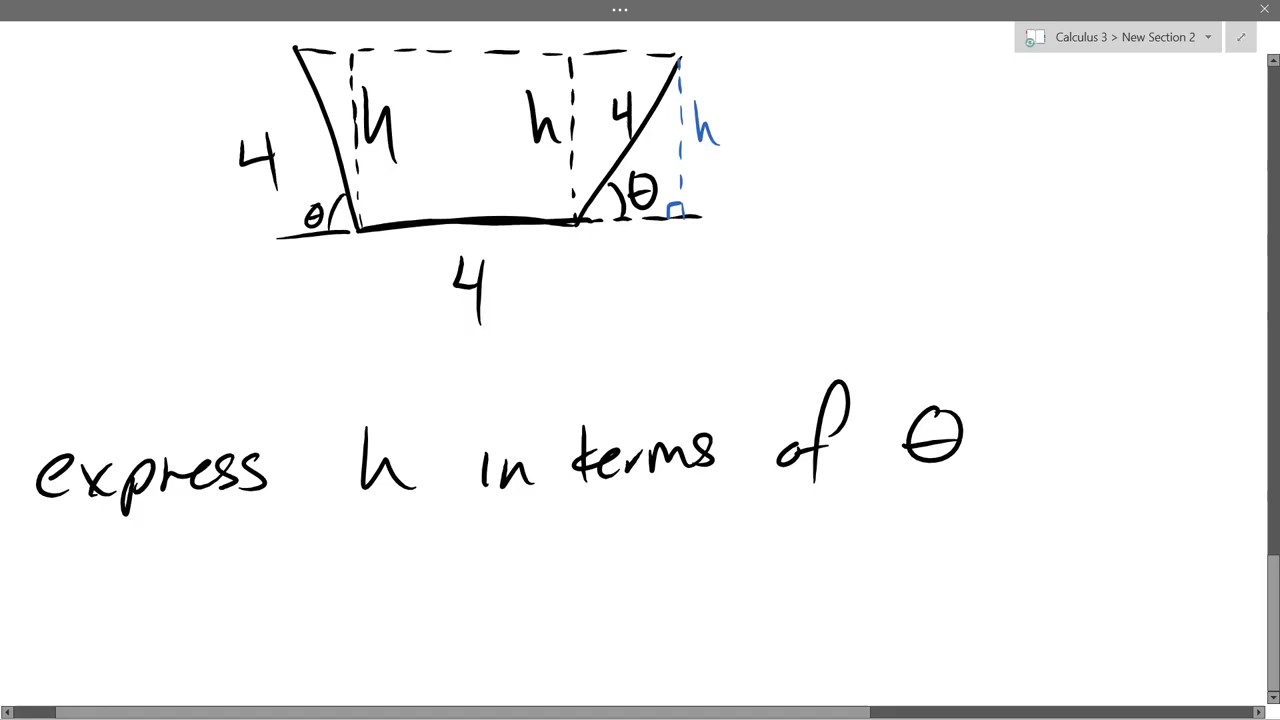 ...
Calculus 3 > New Section 2
h
h
4
h
4
θ
θ
4
express h in terms of θ